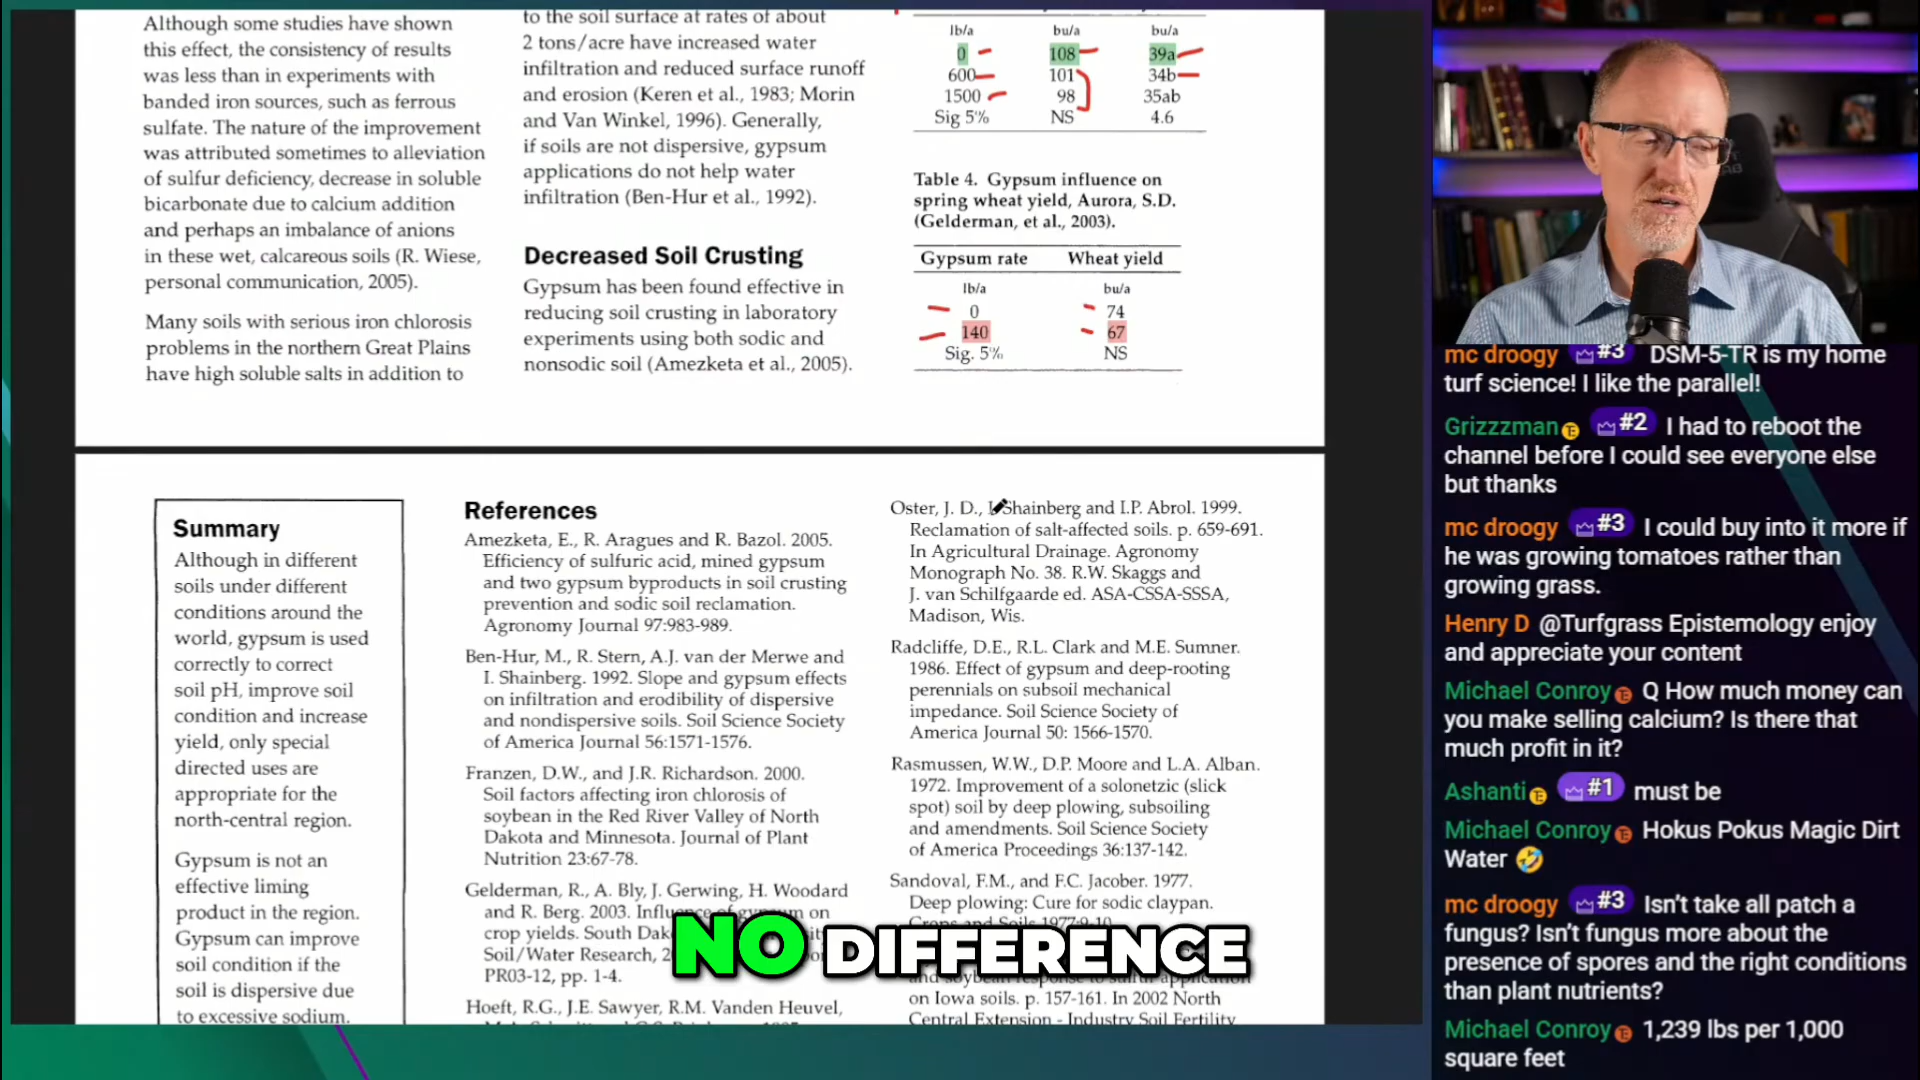 Although some studies have shown
this effect, the consistency of results
was less than in experiments with
banded iron sources, such as ferrous
sulfate. The nature of the improvement
was attributed sometimes to alleviation
of sulfur deficiency, decrease in soluble
bicarbonate due to calcium addition
and perhaps an imbalance of anions
in these wet, calcareous soils (R. Wiese,
personal communication, 2005).
Many soils with serious iron chlorosis
problems in the northern Great Plains
have high soluble salts in addition to
to the soil surface at rates of about
2 tons/acre have increased water
infiltration and reduced surface runoff
and erosion (Keren et al., 1983; Morin
and Van Winkel, 1996). Generally,
if soils are not dispersive, gypsum
applications do not help water
infiltration (Ben-Hur et al., 1992).
Decreased Soil Crusting
Gypsum has been found effective in
reducing soil crusting in laboratory
experiments using both sodic and
nonsodic soil (Amezketa et al., 2005).
lb/a bu/a bu/a
0 108 39a
600 101 34b
1500 98 35ab
Sig 5% NS 4.6
Table 4. Gypsum influence on
spring wheat yield, Aurora, S.D.
(Gelderman, et al., 2003).
Gypsum rate Wheat yield
lb/a bu/a
0 74
140 67
Sig. 5% NS
Summary
Although in different
soils under different
conditions around the
world, gypsum is used
correctly to correct
soil pH, improve soil
condition and increase
yield, only special
directed uses are
appropriate for the
north-central region.
Gypsum is not an
effective liming
product in the region.
Gypsum can improve
soil condition if the
soil is dispersive due
to excessive sodium.
References
Amezketa, E., R. Aragues and R. Bazol. 2005.
Efficiency of sulfuric acid, mined gypsum
and two gypsum byproducts in soil crusting
prevention and sodic soil reclamation.
Agronomy Journal 97:983-989.
Ben-Hur, M., R. Stern, A.J. van der Merwe and
I. Shainberg. 1992. Slope and gypsum effects
on infiltration and erodibility of dispersive
and nondispersive soils. Soil Science Society
of America Journal 56:1571-1576.
Franzen, D.W., and J.R. Richardson. 2000.
Soil factors affecting iron chlorosis of
soybean in the Red River Valley of North
Dakota and Minnesota. Journal of Plant
Nutrition 23:67-78.
Gelderman, R., A. Bly, J. Gerwing, H. Woodard
and R. Berg. 2003. Influence of gypsum on
crop yields. South
Soil/Water Research,
PR03-12, pp. 1-4.
Hoeft, R.G., J.E. Sawyer, R.M. Vanden Heuvel,
Oster, J. D., Shainberg and I.P. Abrol. 1999.
Reclamation of salt-affected soils. p. 659-691.
In Agricultural Drainage. Agronomy
Monograph No. 38. R.W. Skaggs and
J. van Schilfgaarde ed. ASA-CSSA-SSSA,
Madison, Wis.
Radcliffe, D.E., R.L. Clark and M.E. Sumner.
1986. Effect of gypsum and deep-rooting
perennials on subsoil mechanical
impedance. Soil Science Society of
America Journal 50: 1566-1570.
Rasmussen, W.W., D.P. Moore and L.A. Alban.
1972. Improvement of a solonetzic (slick
spot) soil by deep plowing, subsoiling
and amendments. Soil Science Society
of America Proceedings 36:137-142.
Sandoval, F.M., and F.C. Jacober. 1977.
Deep plowing: Cure for sodic claypan.
Crops and Soils 1977:9-10.
and soybean response to sulfur application
on Iowa soils. p. 157-161. In 2002 North
Central Extension - Industry Soil Fertility
NO DIFFERENCE
mc droogy #3 DSM-5-TR is my home
turf science! I like the parallel!
Grizzzman #2 I had to reboot the
channel before I could see everyone else
but thanks
mc droogy #3 I could buy into it more if
he was growing tomatoes rather than
growing grass.
Henry D @Turfgrass Epistemology enjoy
and appreciate your content
Michael Conroy Q How much money can
you make selling calcium? Is there that
much profit in it?
Ashanti #1 must be
Michael Conroy Hokus Pokus Magic Dirt
Water 🤣
mc droogy #3 Isn't take all patch a
fungus? Isn't fungus more about the
presence of spores and the right conditions
than plant nutrients?
Michael Conroy 1,239 lbs per 1,000
square feet